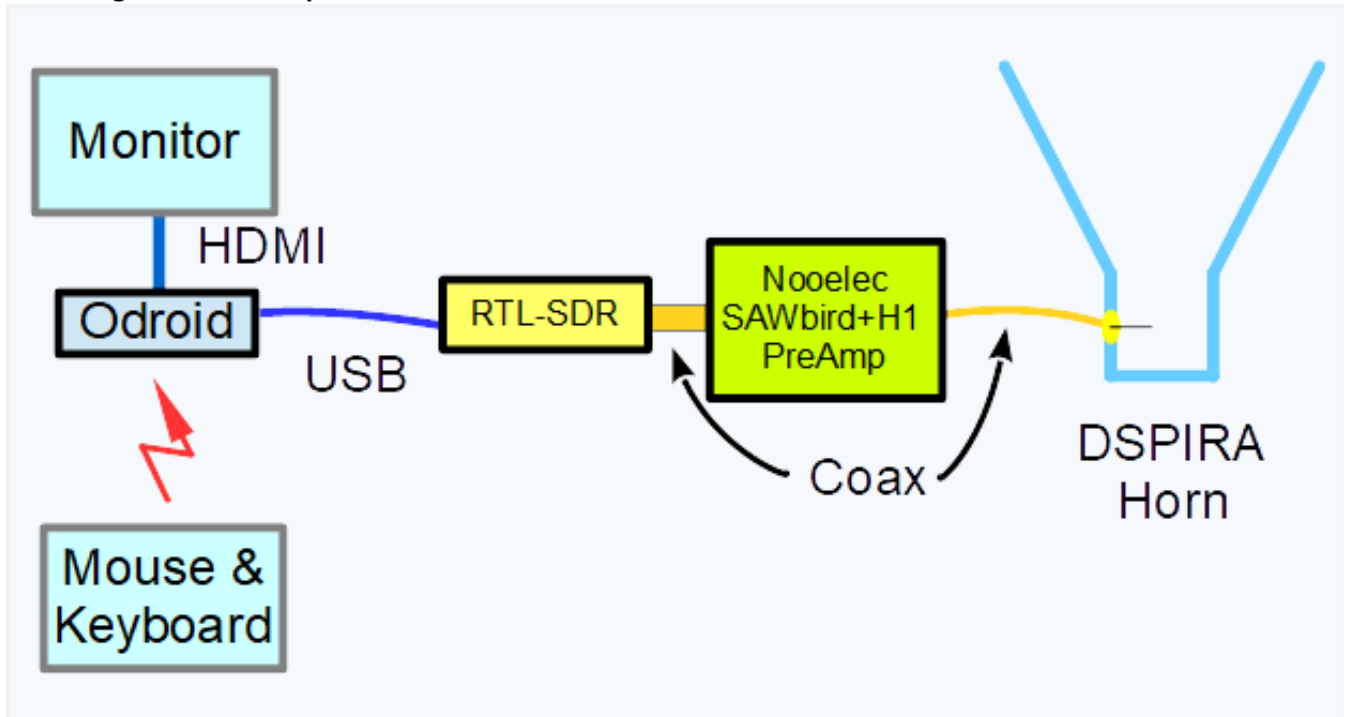 Monitor
HDMI
Odroid
USB
RTL-SDR
Nooelec
SAWbird+H1
PreAmp
Coax
DSPIRA
Horn
Mouse &
Keyboard